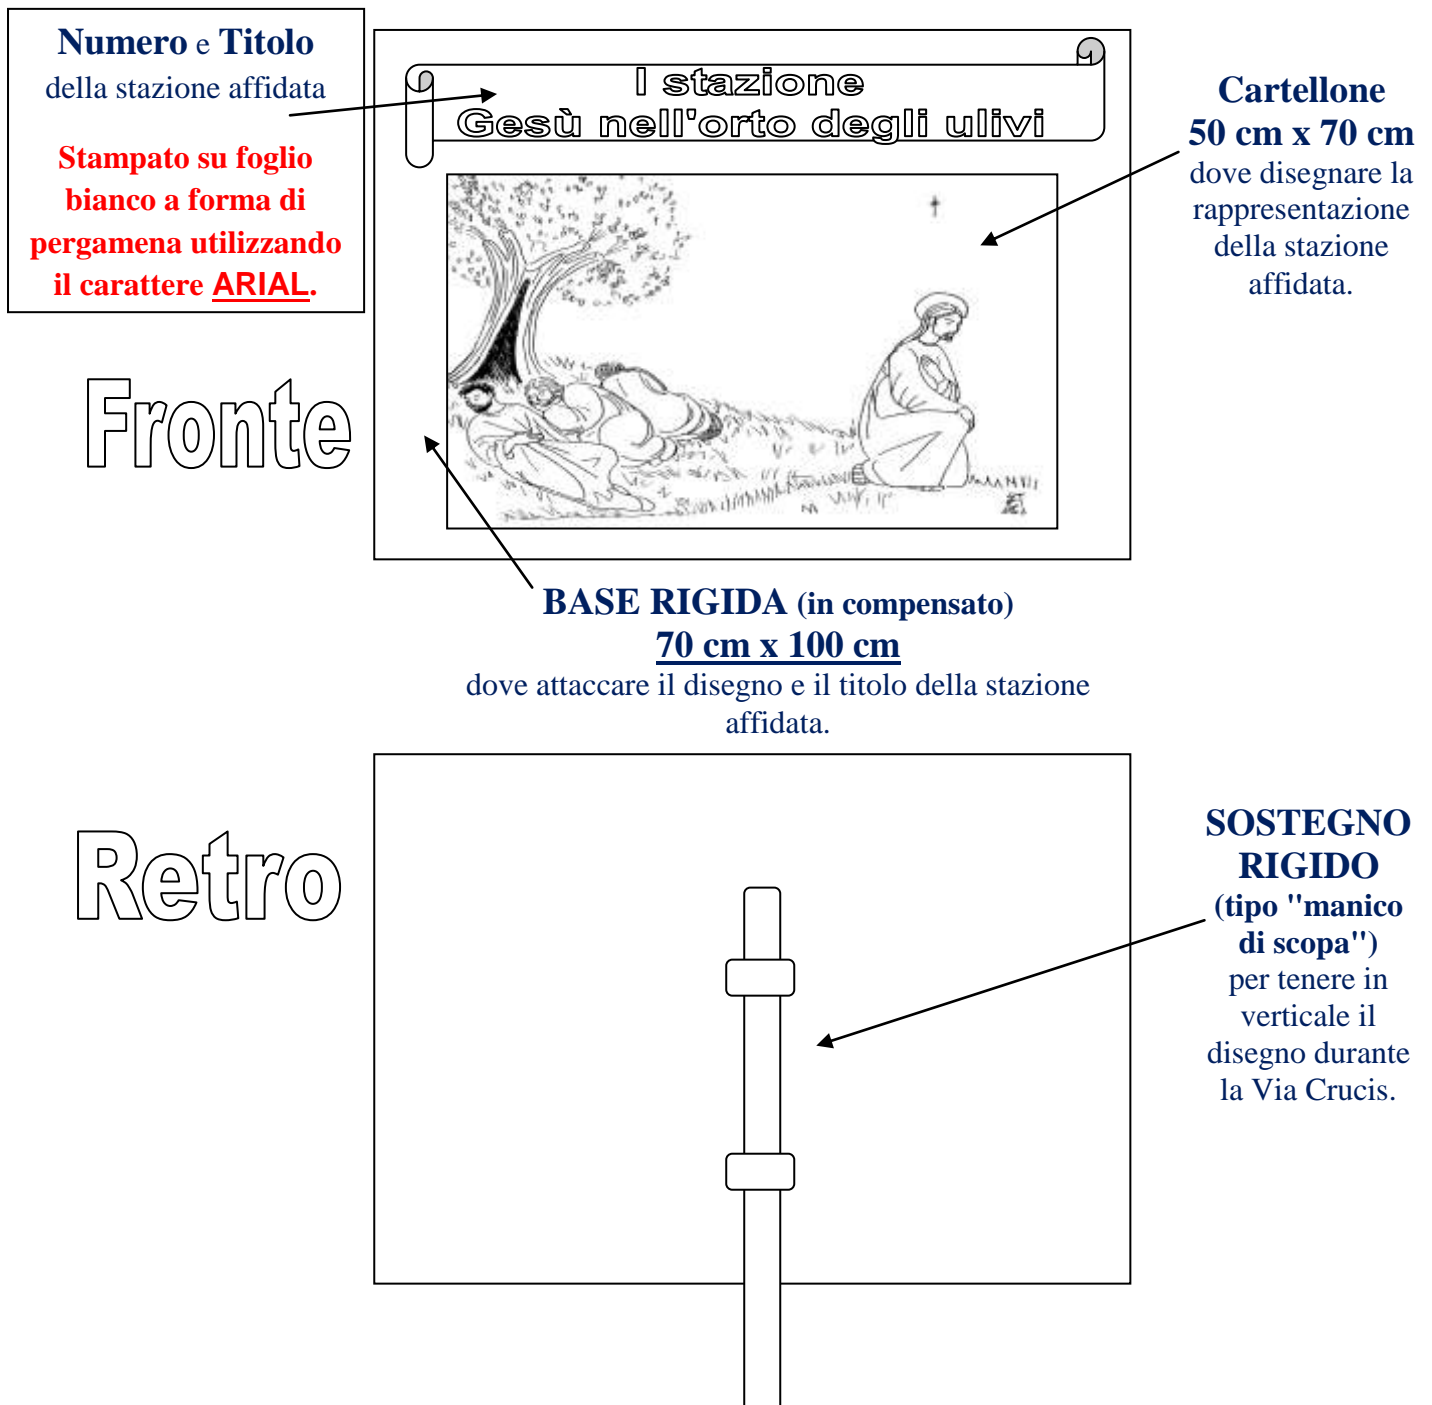 Numero e Titolo
della stazione affidata
Stampato su foglio
bianco a forma di
pergamena utilizzando
il carattere ARIAL.
I stazione
Gesù nell'orto degli ulivi
Cartellone
50 cm x 70 cm
dove disegnare la
rappresentazione
della stazione
affidata.
Fronte
BASE RIGIDA (in compensato)
70 cm x 100 cm
dove attaccare il disegno e il titolo della stazione
affidata.
Retro
SOSTEGNO
RIGIDO
(tipo "manico
di scopa")
per tenere in
verticale il
disegno durante
la Via Crucis.